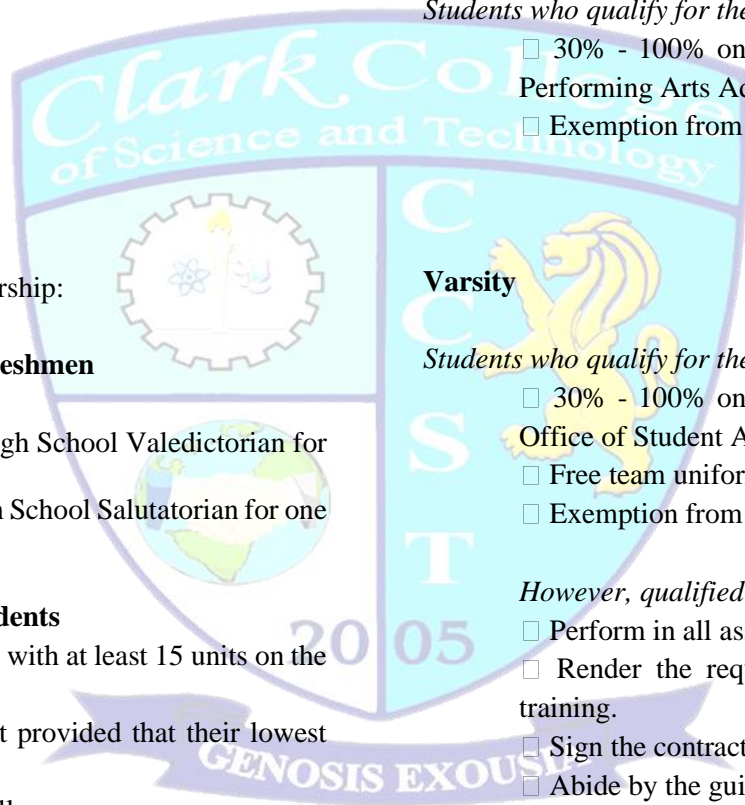 Clark College
of Science and Technology
C
C
S
T
2005
GENOSIS EXOUSIA
rship:
eshmen
gh School Valedictorian for
School Salutatorian for one
dents
with at least 15 units on the
provided that their lowest
Students who qualify for the
30% - 100% on
Performing Arts
Exemption from
Varsity
Students who qualify for the
30% - 100% on
Office of Student A
Free team unifor
Exemption from
However, qualified
Perform in all as
Render the requ
training.
Sign the contract
Abide by the gui